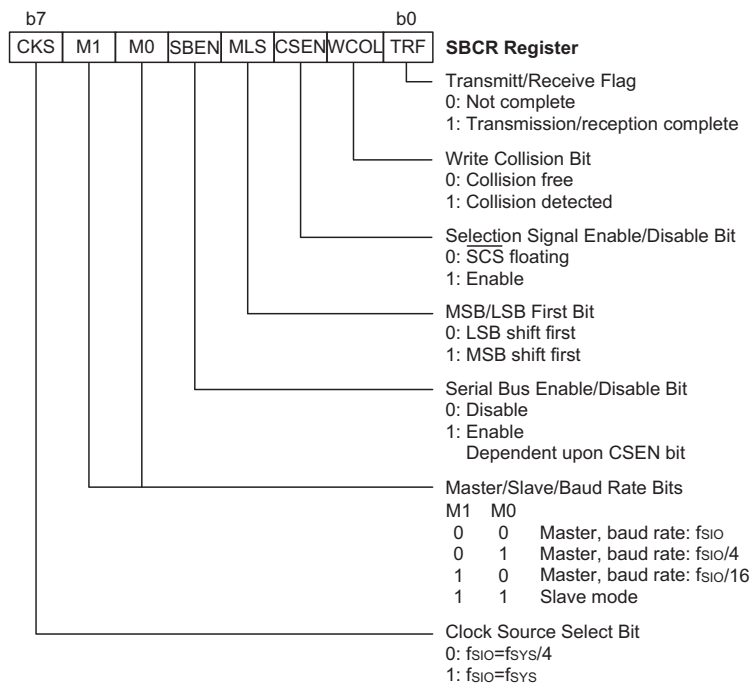 b7 b0
CKS M1 M0 SBEN MLS CSEN WCOL TRF SBCR Register
Transmitt/Receive Flag
0: Not complete
1: Transmission/reception complete
Write Collision Bit
0: Collision free
1: Collision detected
Selection Signal Enable/Disable Bit
0: SCS floating
1: Enable
MSB/LSB First Bit
0: LSB shift first
1: MSB shift first
Serial Bus Enable/Disable Bit
0: Disable
1: Enable
Dependent upon CSEN bit
Master/Slave/Baud Rate Bits
M1 M0
0 0 Master, baud rate: fSIO
0 1 Master, baud rate: fSIO/4
1 0 Master, baud rate: fSIO/16
1 1 Slave mode
Clock Source Select Bit
0: fSIO=fSYS/4
1: fSIO=fSYS